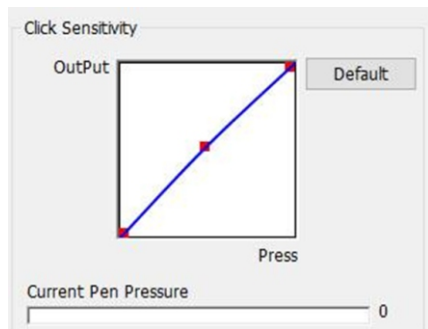 Click Sensitivity
OutPut
Default
Press
Current Pen Pressure
0